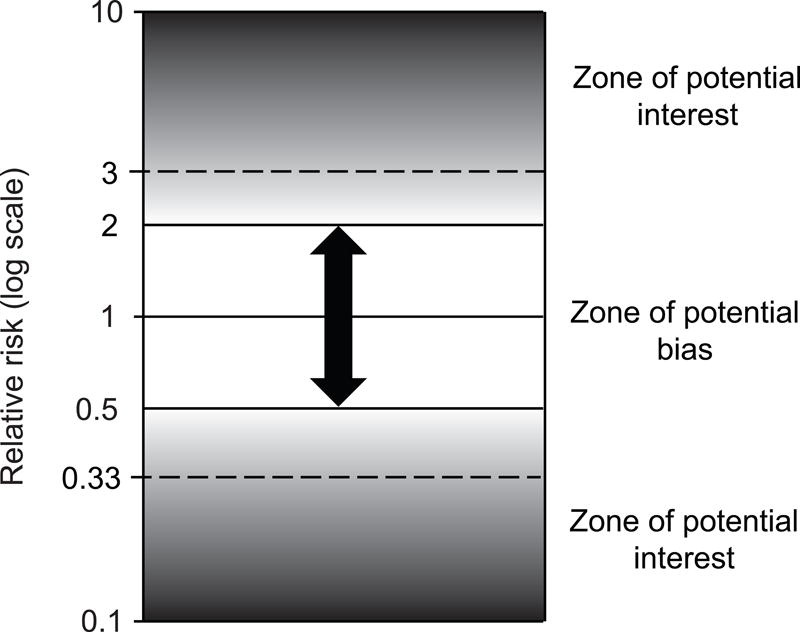 Relative risk (log scale)
10
3
2
1
0.5
0.33
0.1
Zone of potential
interest
Zone of potential
bias
Zone of potential
interest